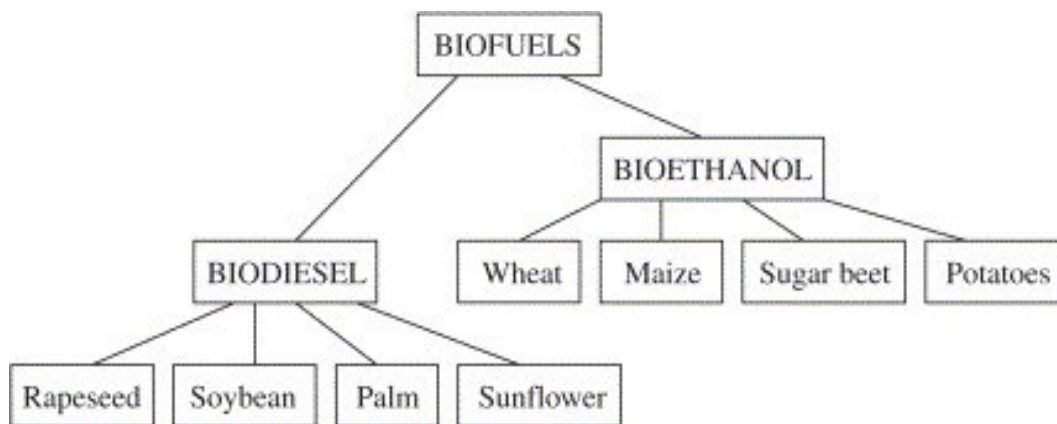 BIOFUELS
BIOETHANOL
BIODIESEL
Wheat
Maize
Sugar beet
Potatoes
Rapeseed
Soybean
Palm
Sunflower